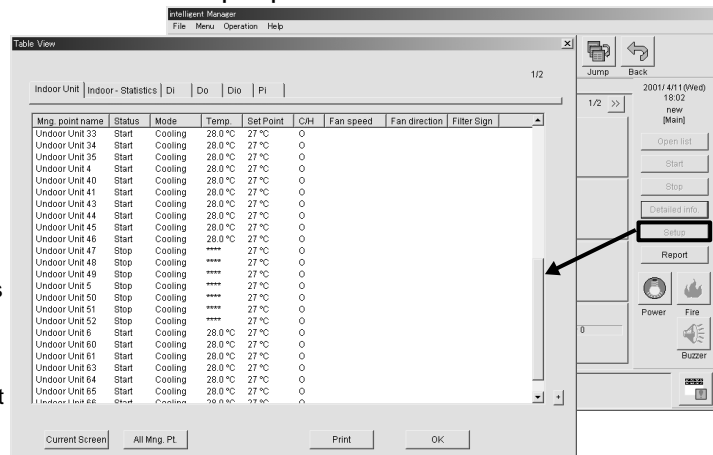 intelligent Manager
File Menu Operation Help
Table View
1/2
Indoor Unit Indoor - Statistics Di Do Dio Pi
Mng. point name Status Mode Temp. Set Point C/H Fan speed Fan direction Filter Sign
Undoor Unit 33 Start Cooling 28.0 °C 27 °C O
Undoor Unit 34 Start Cooling 28.0 °C 27 °C O
Undoor Unit 35 Start Cooling 28.0 °C 27 °C O
Undoor Unit 4 Start Cooling 28.0 °C 27 °C O
Undoor Unit 40 Start Cooling 28.0 °C 27 °C O
Undoor Unit 41 Start Cooling 28.0 °C 27 °C O
Undoor Unit 43 Start Cooling 28.0 °C 27 °C O
Undoor Unit 44 Start Cooling 28.0 °C 27 °C O
Undoor Unit 45 Start Cooling 28.0 °C 27 °C O
Undoor Unit 46 Start Cooling 28.0 °C 27 °C O
Undoor Unit 47 Stop Cooling **** 27 °C O
Undoor Unit 48 Stop Cooling **** 27 °C O
Undoor Unit 49 Stop Cooling **** 27 °C O
Undoor Unit 5 Stop Cooling **** 27 °C O
Undoor Unit 50 Stop Cooling **** 27 °C O
Undoor Unit 51 Stop Cooling **** 27 °C O
Undoor Unit 52 Stop Cooling **** 27 °C O
Undoor Unit 6 Start Cooling 28.0 °C 27 °C O
Undoor Unit 60 Start Cooling 28.0 °C 27 °C O
Undoor Unit 61 Start Cooling 28.0 °C 27 °C O
Undoor Unit 63 Start Cooling 28.0 °C 27 °C O
Undoor Unit 64 Start Cooling 28.0 °C 27 °C O
Undoor Unit 65 Start Cooling 28.0 °C 27 °C O
Undoor Unit 66 Start Cooling 28.0 °C 27 °C O
Current Screen All Mng. Pt. Print OK
Jump Back
1/2 >>
2001/ 4/11 (Wed)
18:02
new
[Main]
Open list
Start
Stop
Detailed info.
Setup
Report
Power Fire
0
Buzzer
s
t